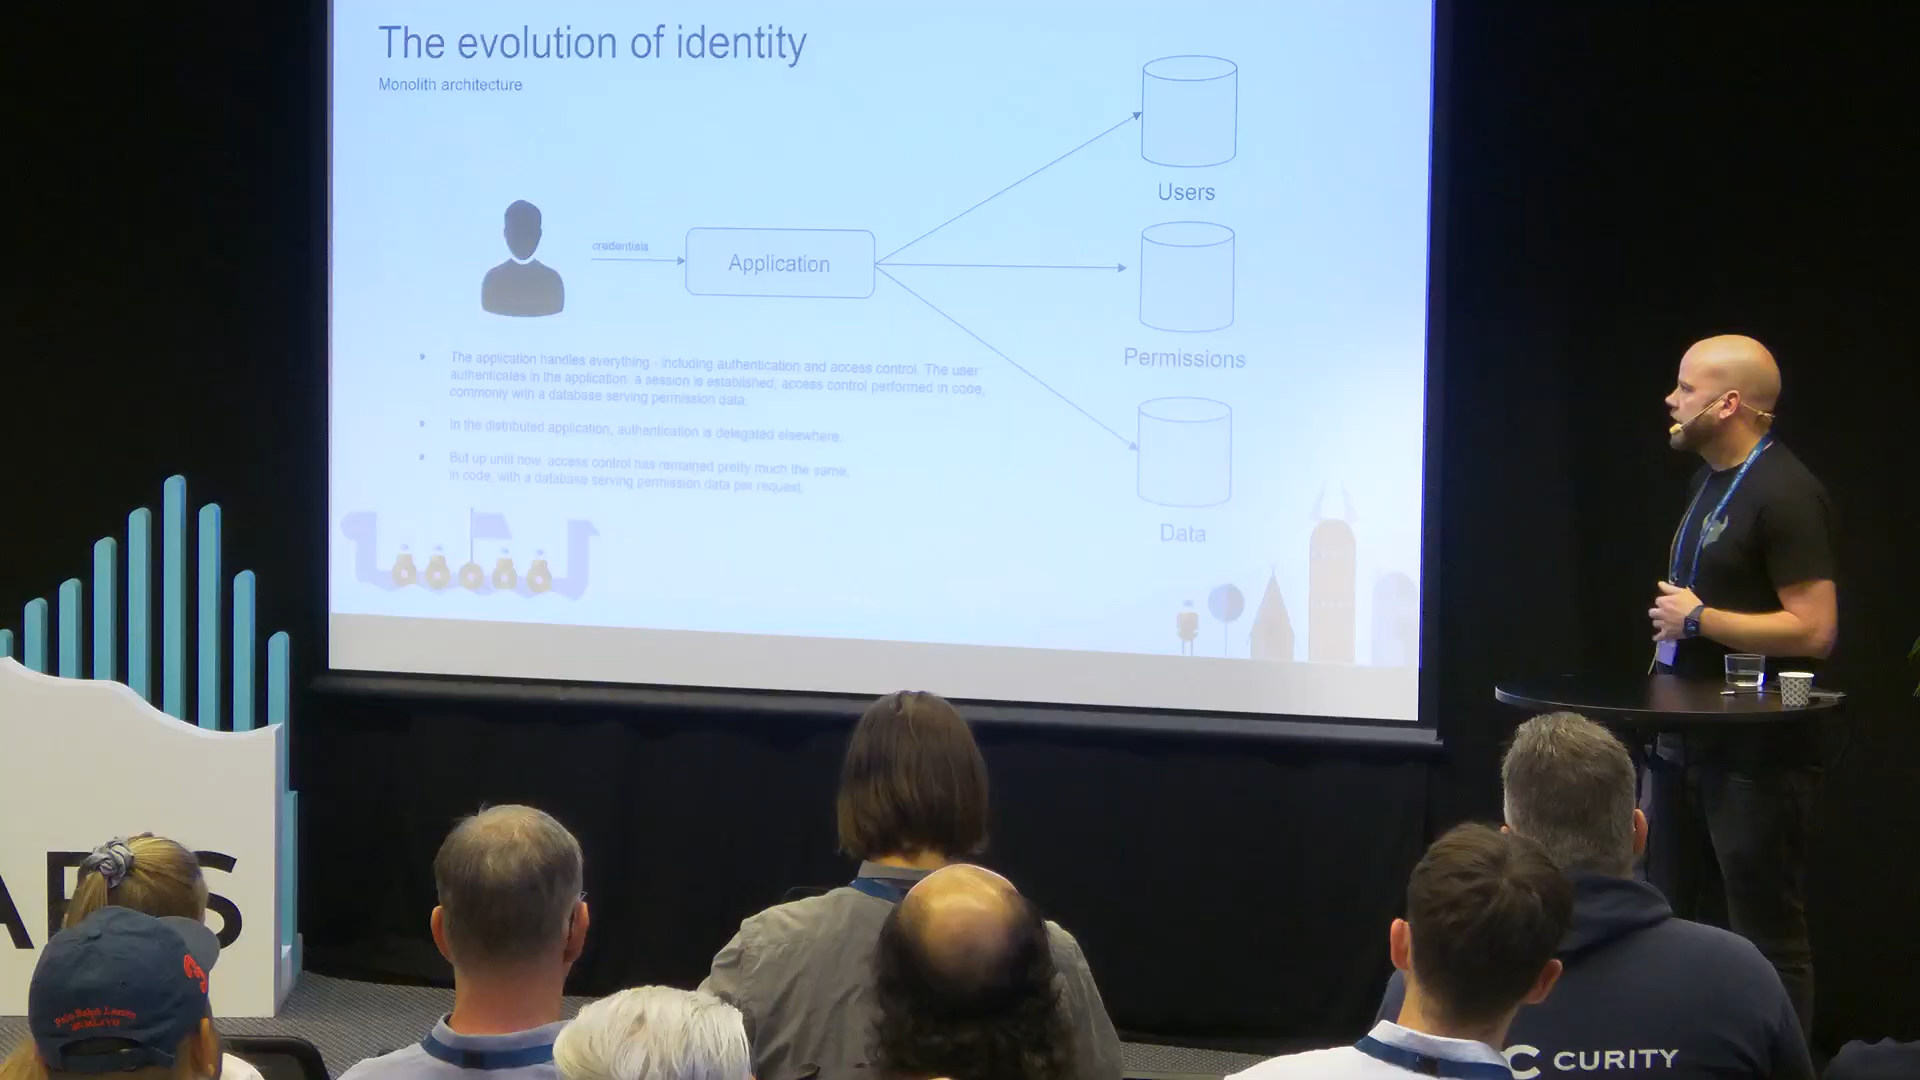 The evolution of identity
Monolith architecture
Users
credentials
Application
Permissions
The application handles everything - including authentication and access control. The user
authenticates in the application, a session is established, access control performed in code,
commonly with a database serving permission data.
In the distributed application, authentication is delegated elsewhere.
But up until now, access control has remained pretty much the same,
in code, with a database serving permission data per request.
Data
CURITY